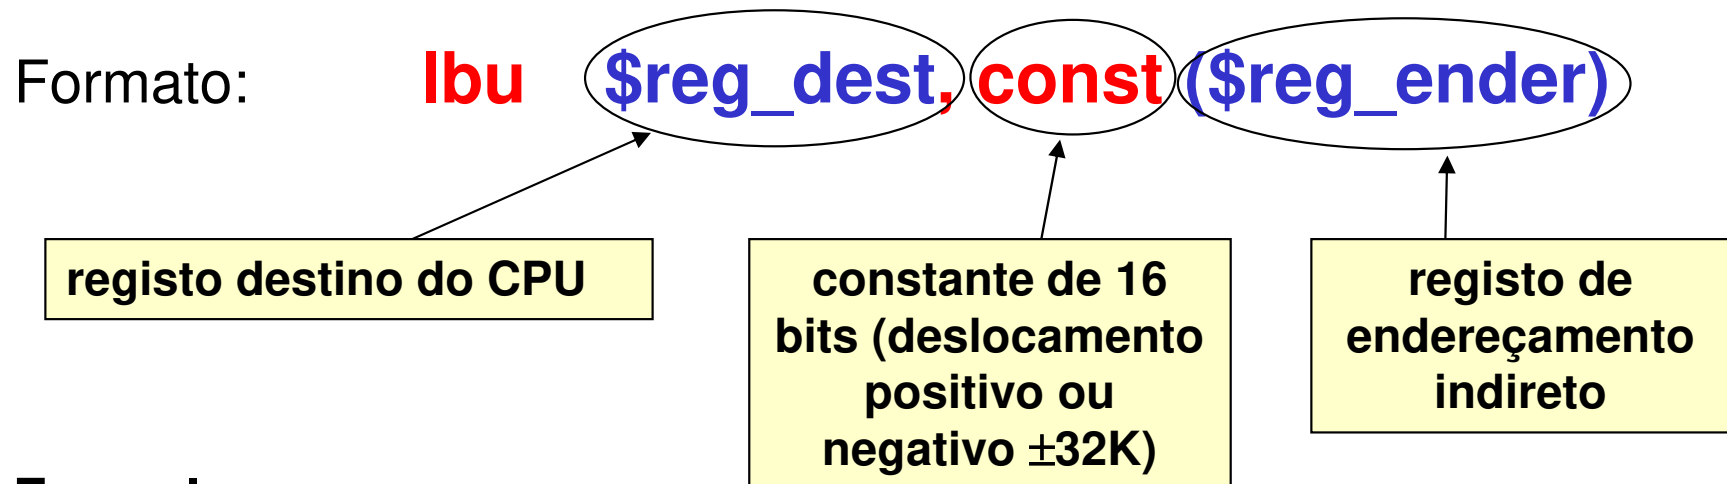 Formato: lbu $reg_dest, const ($reg_ender)
registo destino do CPU
constante de 16
bits (deslocamento
positivo ou
negativo ±32K)
registo de
endereçamento
indireto